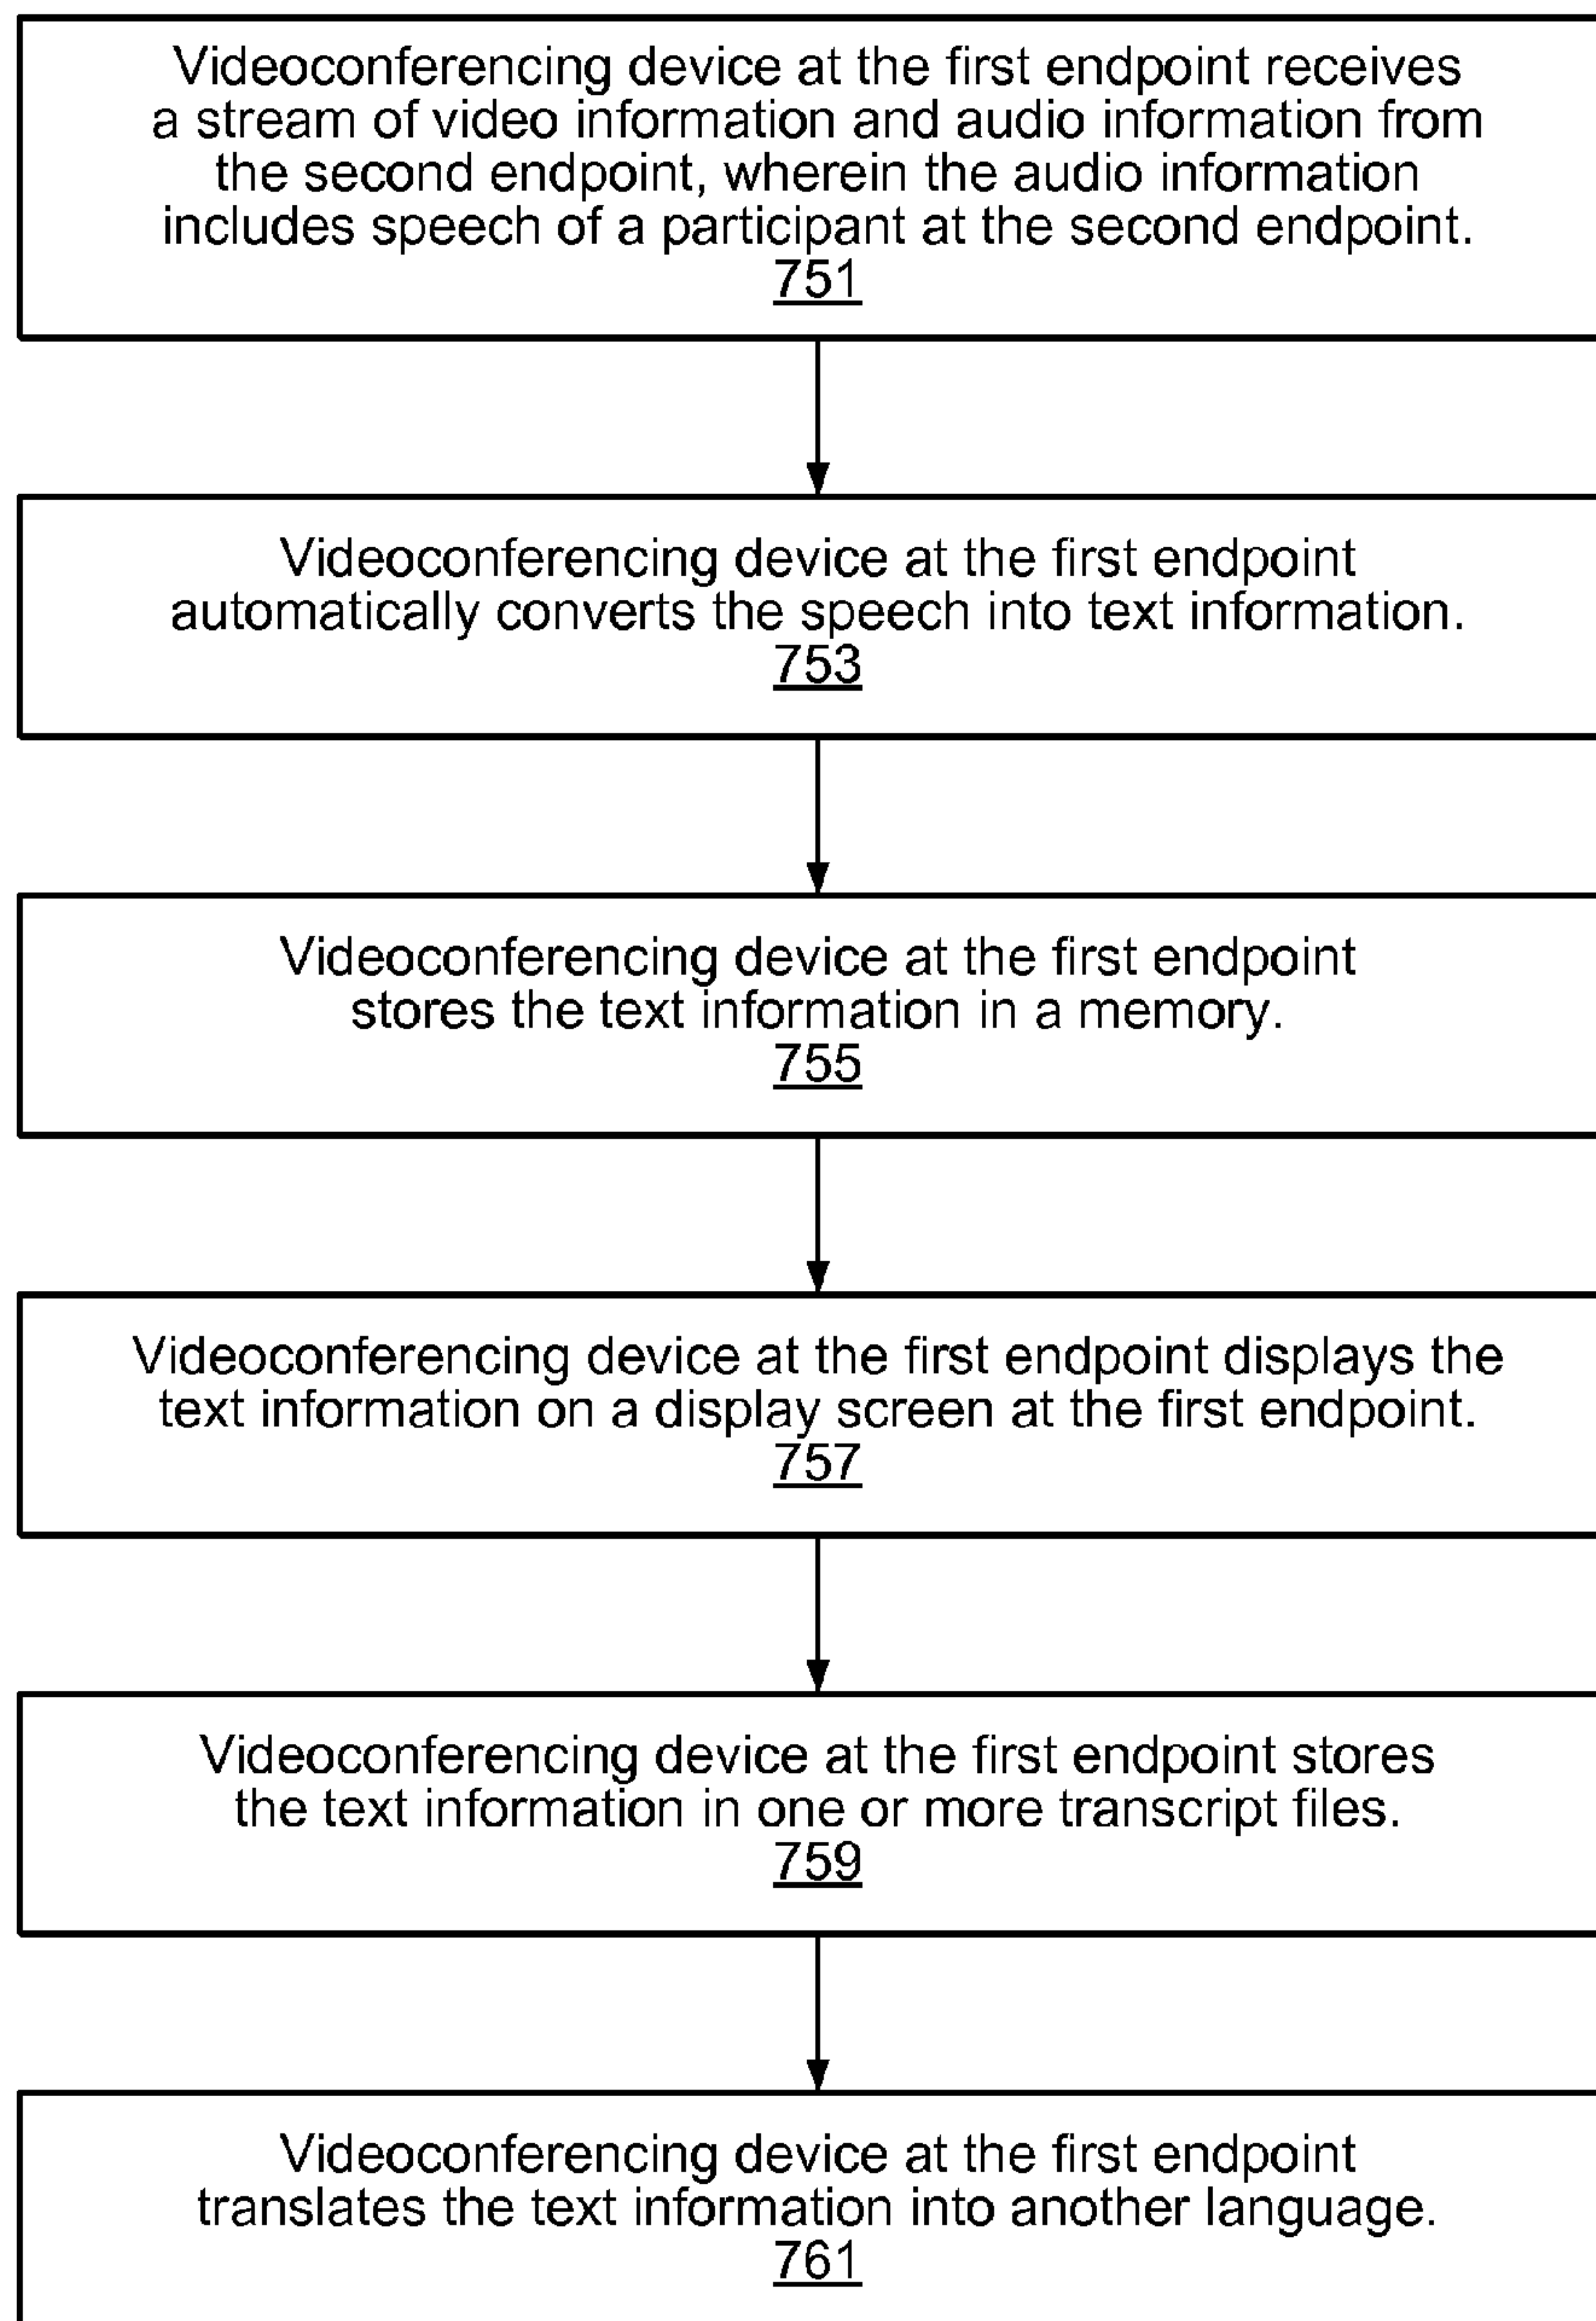 Videoconferencing device at the first endpoint receives
a stream of video information and audio information from
the second endpoint, wherein the audio information
includes speech of a participant at the second endpoint.
751
Videoconferencing device at the first endpoint
automatically converts the speech into text information.
753
Videoconferencing device at the first endpoint
stores the text information in a memory.
755
Videoconferencing device at the first endpoint displays the
text information on a display screen at the first endpoint.
757
Videoconferencing device at the first endpoint stores
the text information in one or more transcript files.
759
Videoconferencing device at the first endpoint
translates the text information into another language.
761